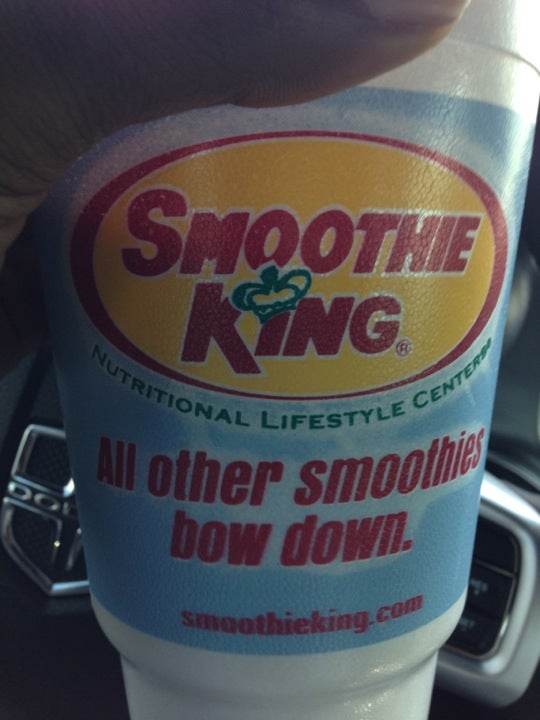 SMOOTHIE
KING®
NUTRITIONAL LIFESTYLE CENTERS®
All other smoothies
bow down.
smoothieking.com